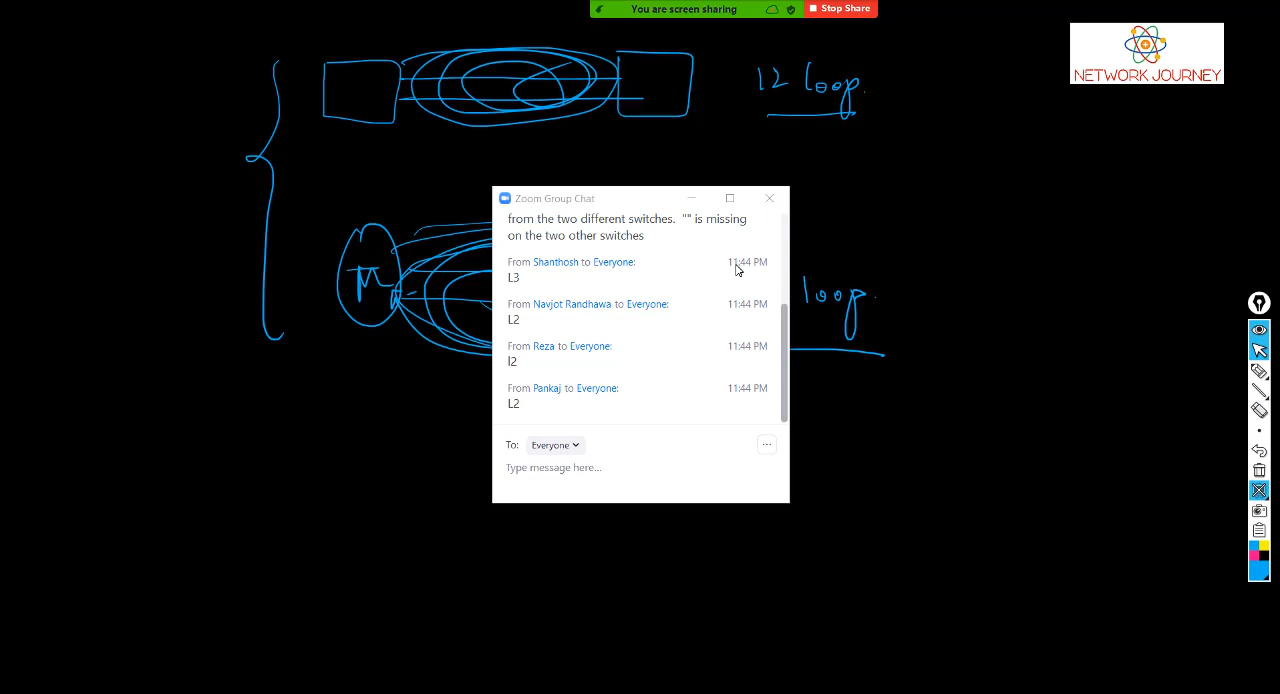 You are screen sharing
Stop Share
NETWORK JOURNEY
12 loop.
Zoom Group Chat
from the two different switches. "" is missing
on the two other switches
From Shanthosh to Everyone: 11:44 PM
L3
From Navjot Randhawa to Everyone: 11:44 PM
L2
From Reza to Everyone: 11:44 PM
l2
From Pankaj to Everyone: 11:44 PM
L2
loop.
To: Everyone
Type message here...